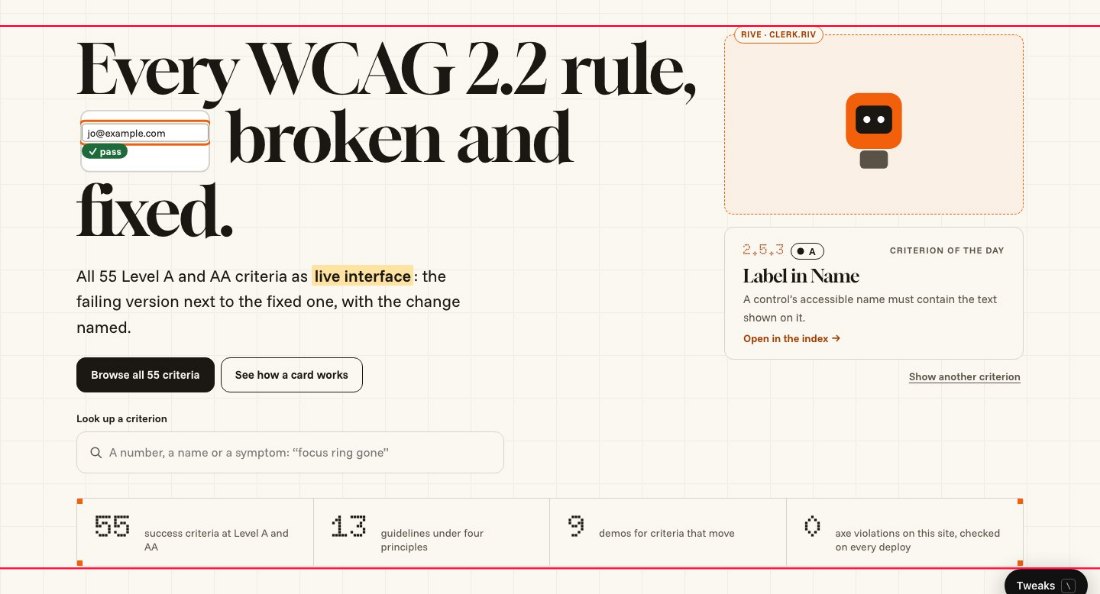 Every WCAG 2.2 rule,
jo@example.com
✓ pass
broken and
fixed.
All 55 Level A and AA criteria as live interface: the
failing version next to the fixed one, with the change
named.
Browse all 55 criteria
See how a card works
Look up a criterion
A number, a name or a symptom: “focus ring gone”
RIVE · CLERK.RIV
2.5.3 A
CRITERION OF THE DAY
Label in Name
A control's accessible name must contain the text
shown on it.
Open in the index →
Show another criterion
55
success criteria at Level A and
AA
13
guidelines under four
principles
9
demos for criteria that move
0
axe violations on this site, checked
on every deploy
Tweaks \